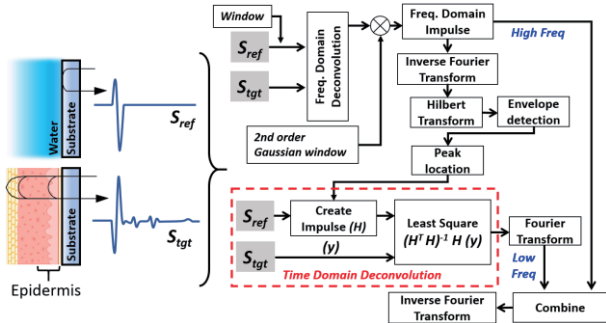 Window
S_ref
S_tgt
Freq. Domain
Deconvolution
2nd order
Gaussian window
Freq. Domain
Impulse
High Freq
Inverse Fourier
Transform
Hilbert
Transform
Envelope
detection
Peak
location
Water
Substrate
S_ref
Substrate
S_tgt
Epidermis
S_ref
Create
Impulse (H)
S_tgt
(y)
Least Square
(H^T H)^-1 H (y)
Time Domain Deconvolution
Fourier
Transform
Low
Freq
Combine
Inverse Fourier
Transform